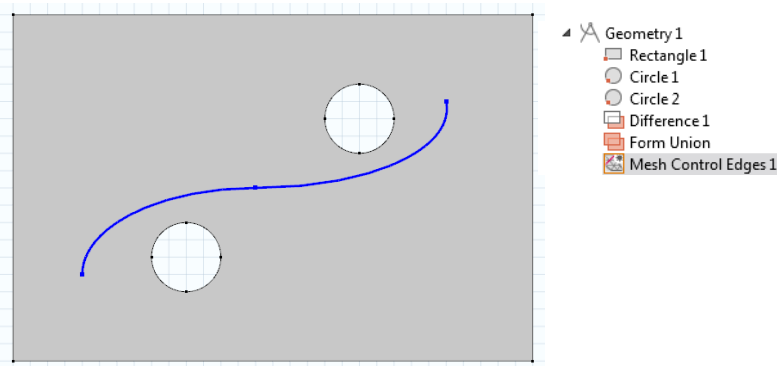 Geometry 1
Rectangle 1
Circle 1
Circle 2
Difference 1
Form Union
Mesh Control Edges 1